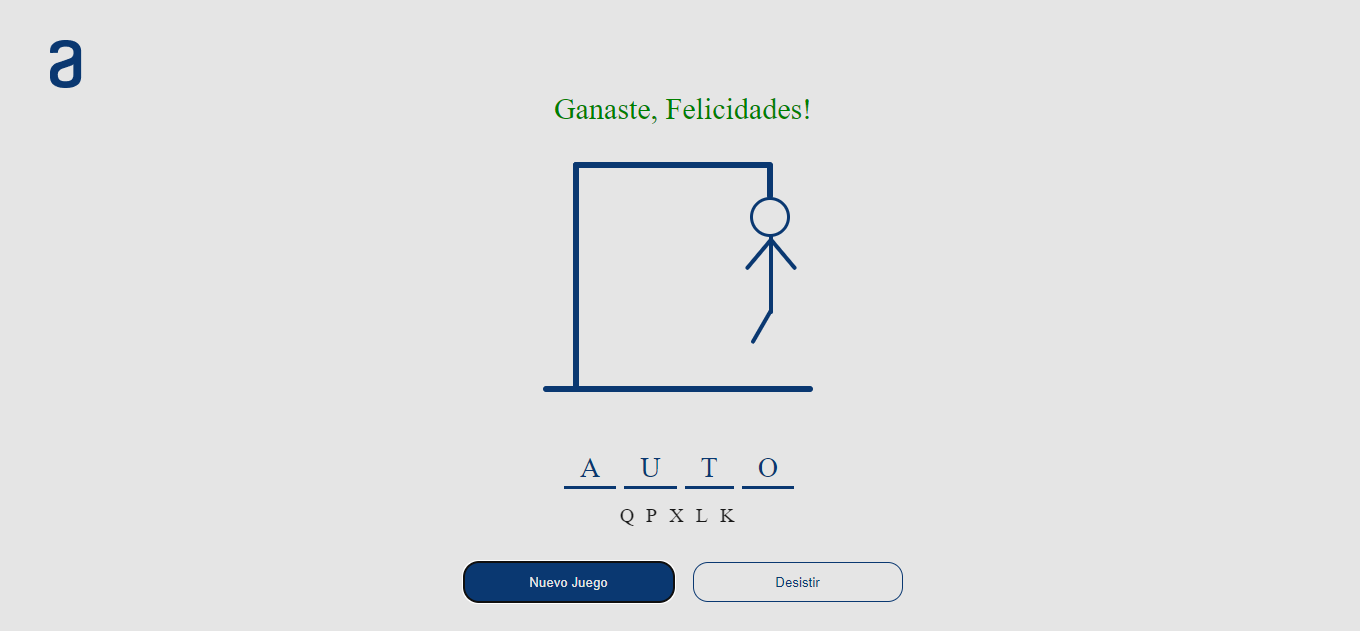 a
Ganaste, Felicidades!
A U T O
Q P X L K
Nuevo Juego Desistir